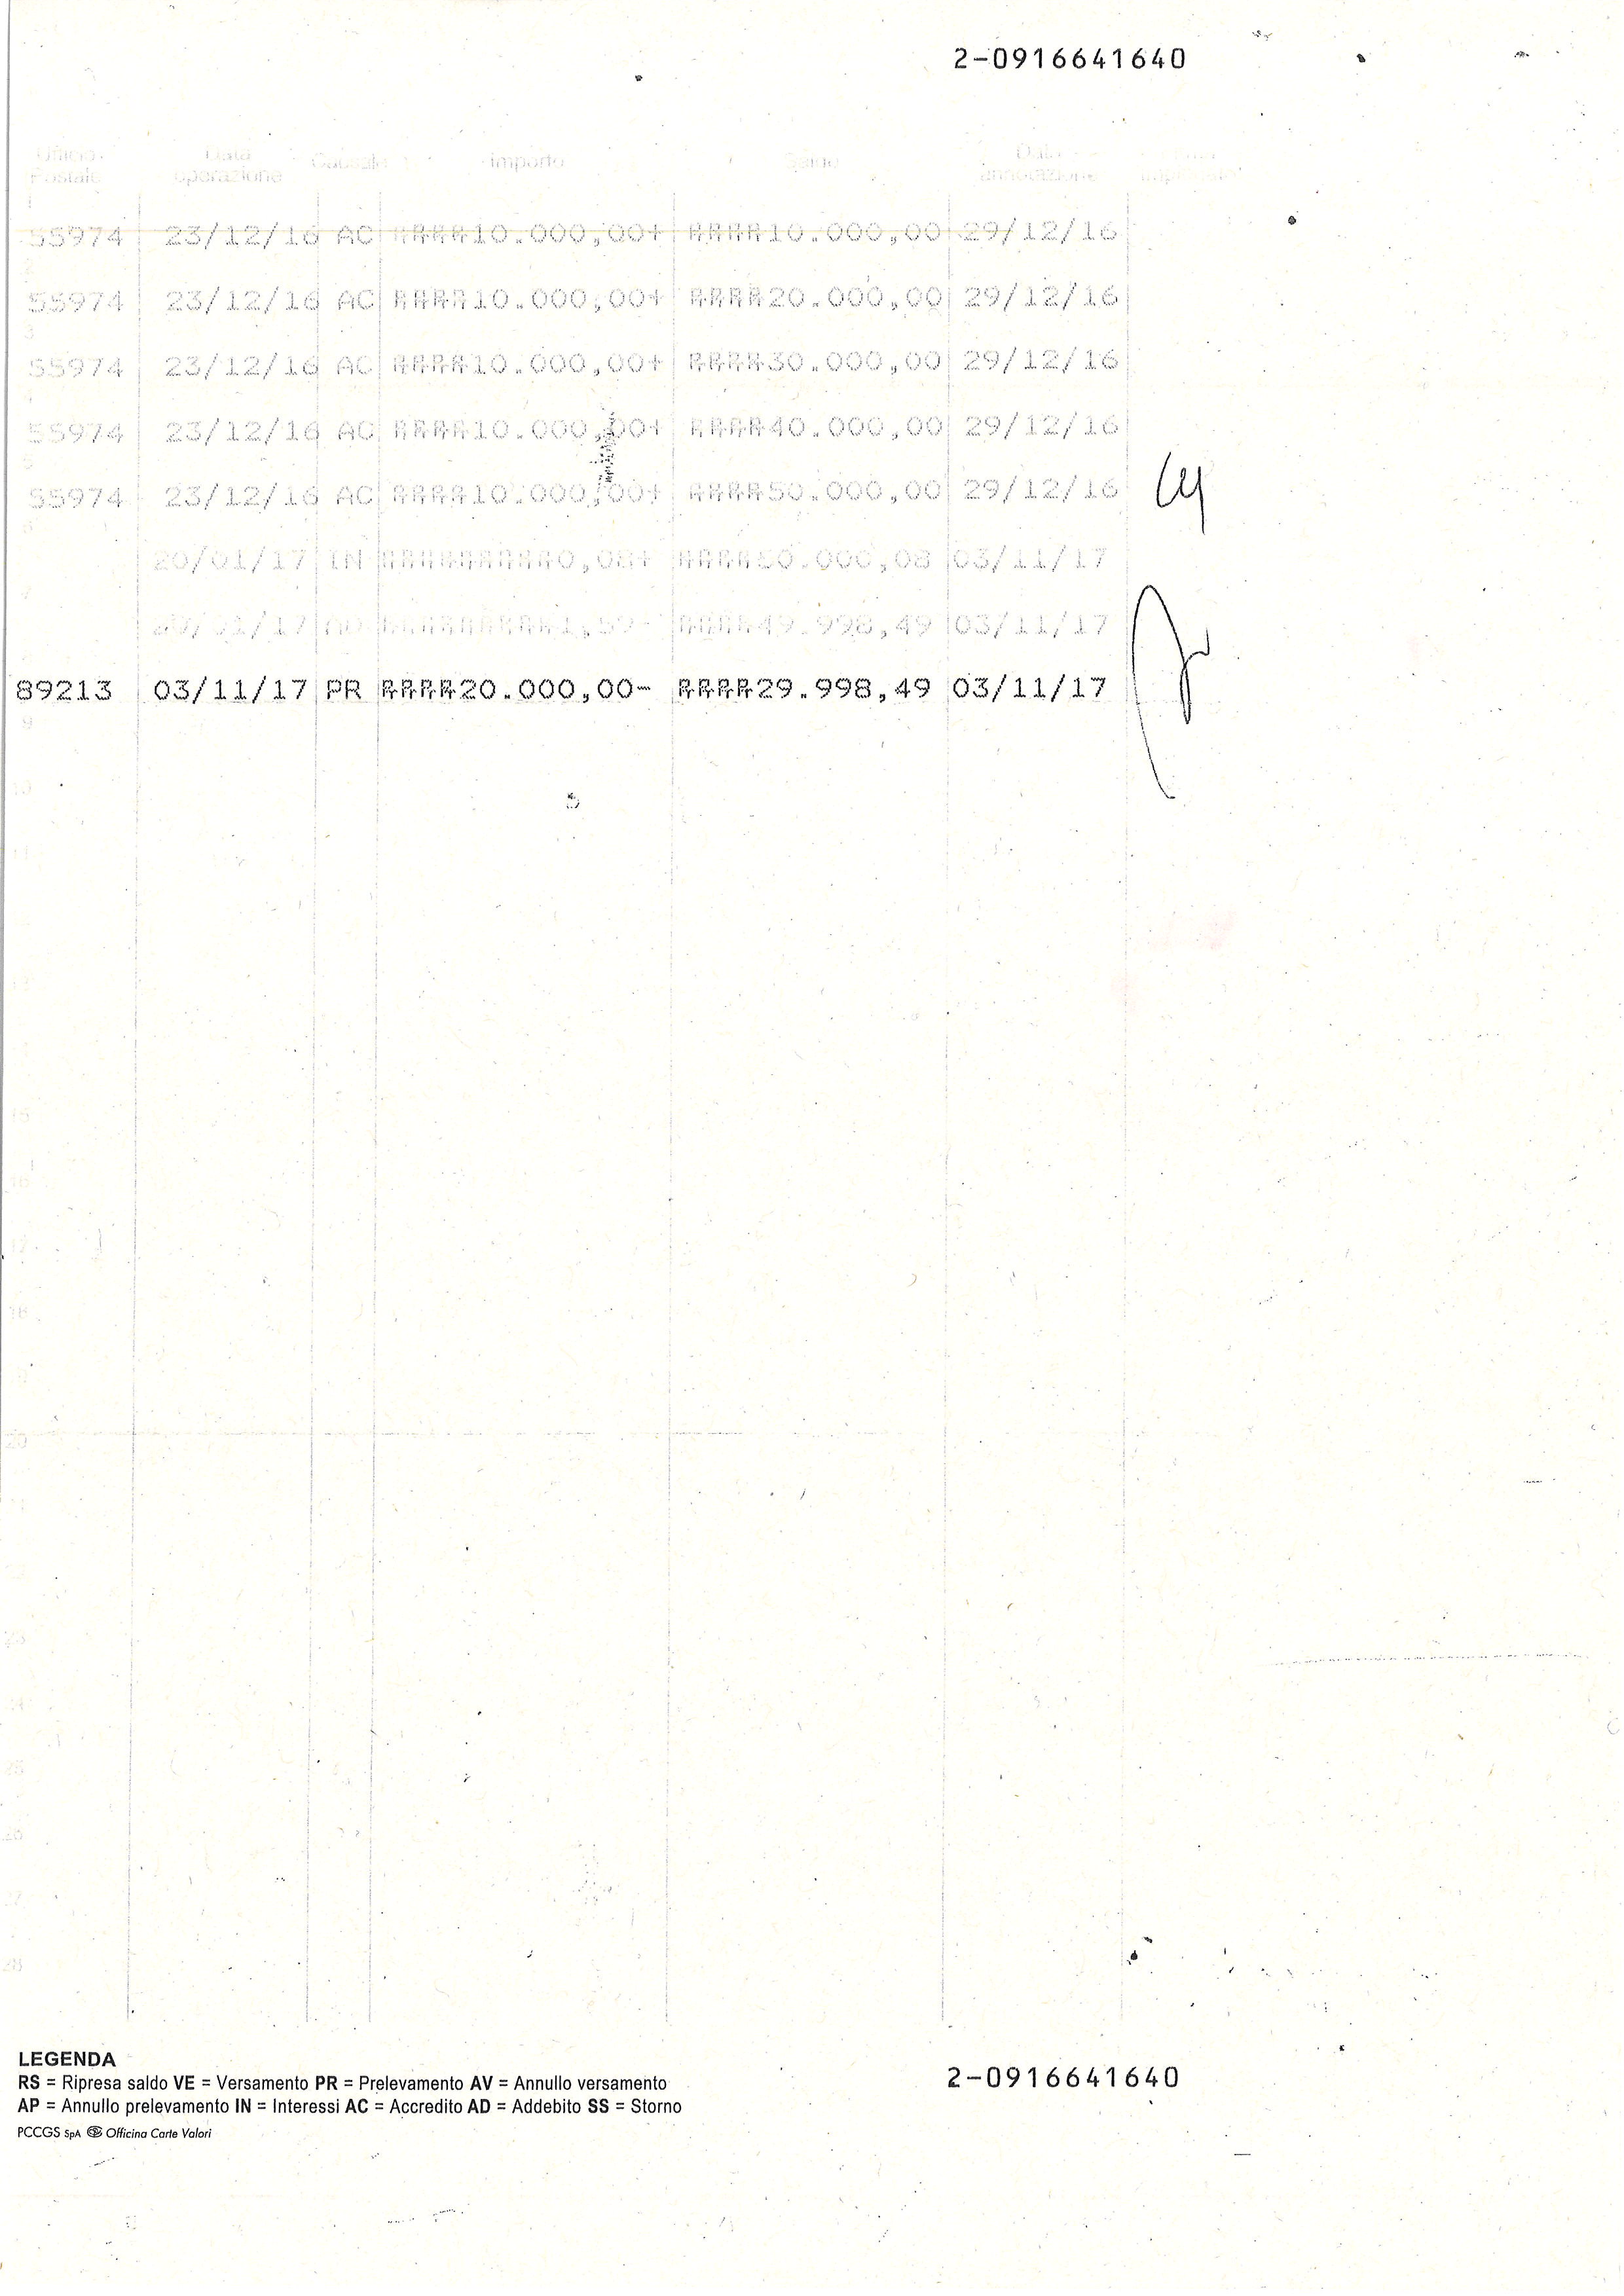 2-0916641640
Ufficio Data Causale Importo Saldo Data
Postale operazione annotazione
55974 23/12/16 AC ****10.000,00+ ****10.000,00 29/12/16
55974 23/12/16 AC ****10.000,00+ ****20.000,00 29/12/16
55974 23/12/16 AC ****10.000,00+ ****30.000,00 29/12/16
55974 23/12/16 AC ****10.000,00+ ****40.000,00 29/12/16
55974 23/12/16 AC ****10.000,00+ ****50.000,00 29/12/16
20/01/17 IN **********0,08+ ****50.000,08 03/11/17
AD 1,59- ****49.998,49 03/11/17
89213 03/11/17 PR ****20.000,00- ****29.998,49 03/11/17
LEGENDA
RS = Ripresa saldo VE = Versamento PR = Prelevamento AV = Annullo versamento
AP = Annullo prelevamento IN = Interessi AC = Accredito AD = Addebito SS = Storno
2-0916641640
PCCGS SpA Officina Carte Valori